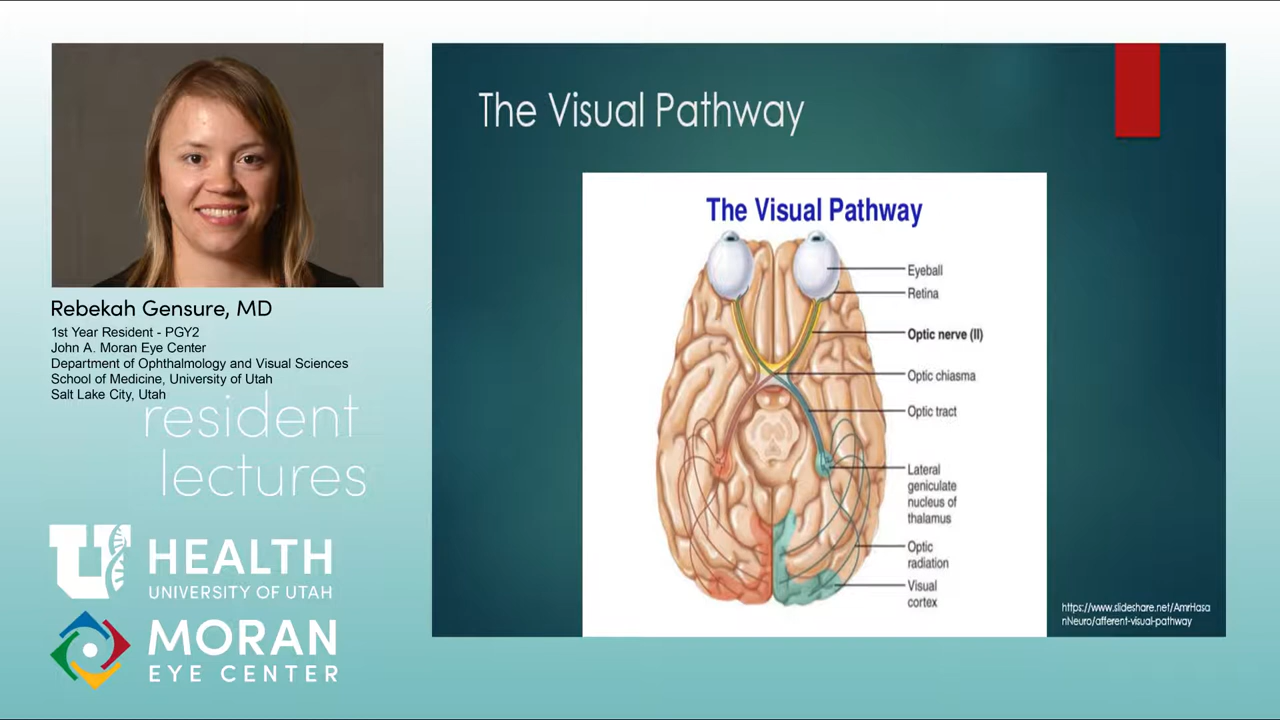 Rebekah Gensure, MD
1st Year Resident - PGY2
John A. Moran Eye Center
Department of Ophthalmology and Visual Sciences
School of Medicine, University of Utah
Salt Lake City, Utah
resident
lectures
U HEALTH
UNIVERSITY OF UTAH
MORAN
EYE CENTER
The Visual Pathway
The Visual Pathway
Eyeball
Retina
Optic nerve (II)
Optic chiasma
Optic tract
Lateral
geniculate
nucleus of
thalamus
Optic
radiation
Visual
cortex
https://www.slideshare.net/AmrHasa
nNeuro/afferent-visual-pathway